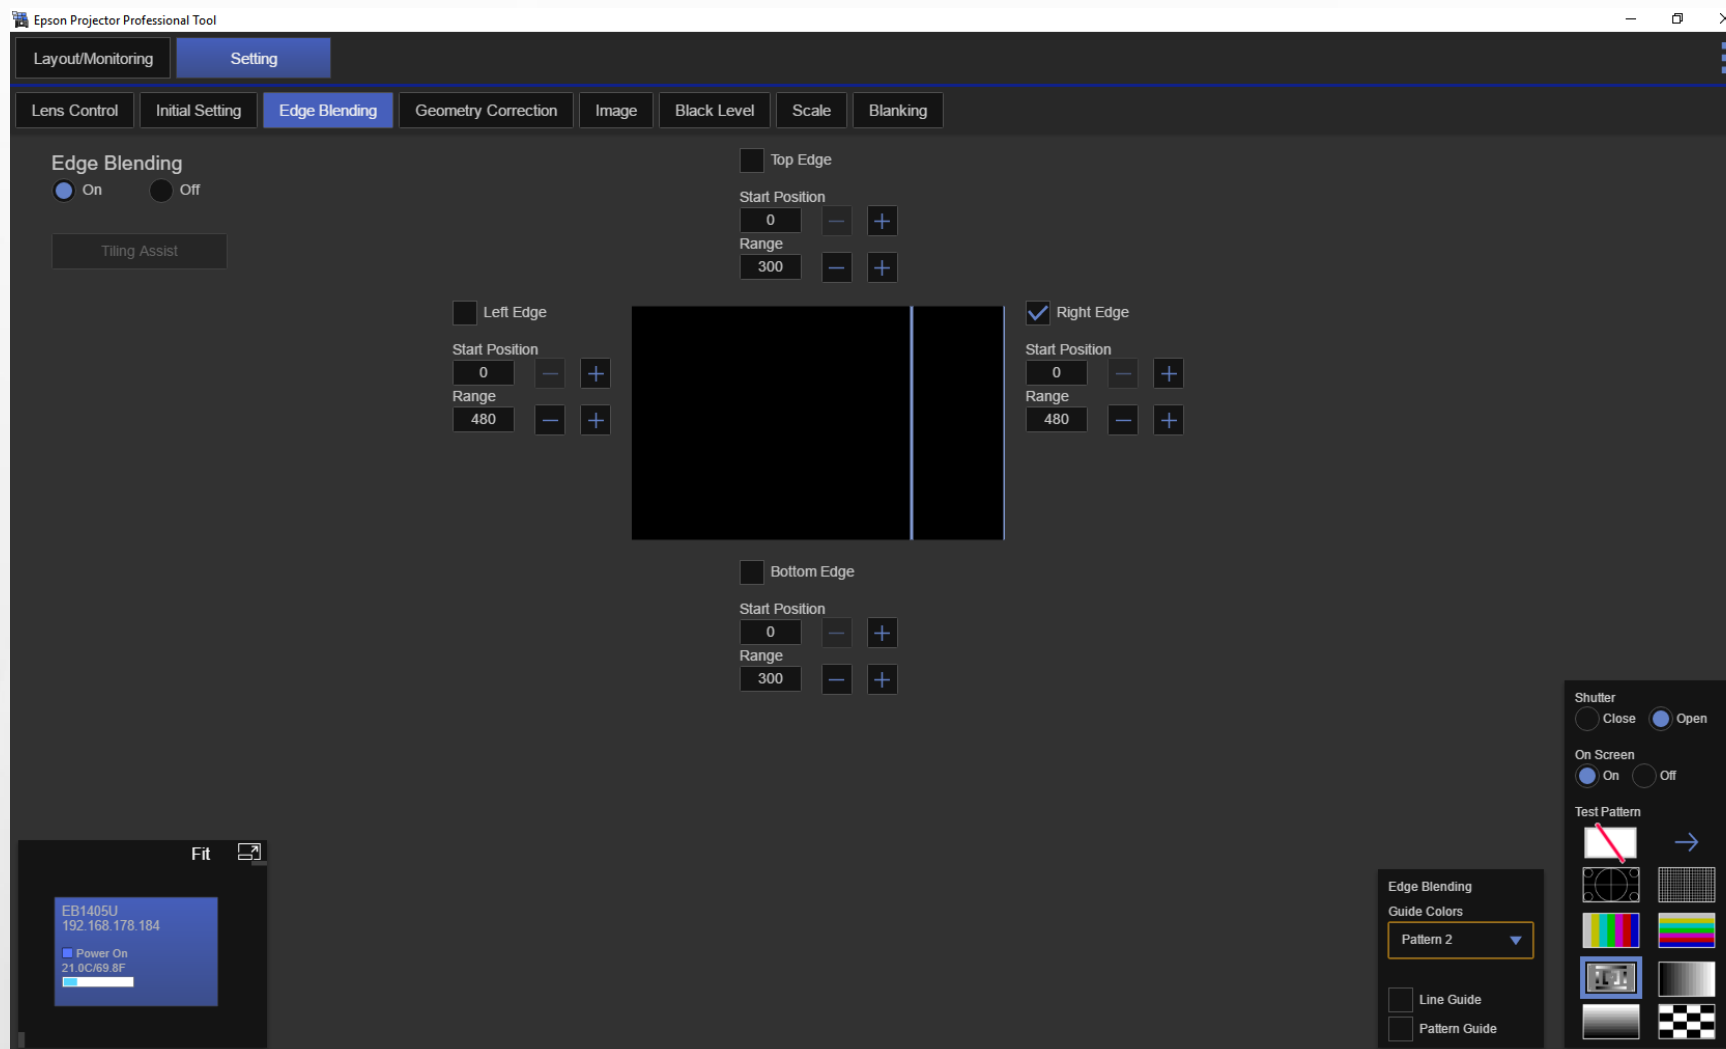 Epson Projector Professional Tool
Layout/Monitoring
Setting
Lens Control
Initial Setting
Edge Blending
Geometry Correction
Image
Black Level
Scale
Blanking
Edge Blending
On
Off
Tiling Assist
Top Edge
Start Position
0
Range
300
Left Edge
Start Position
0
Range
480
Right Edge
Start Position
0
Range
480
Bottom Edge
Start Position
0
Range
300
Fit
EB1405U
192.168.178.184
Power On
21.0C/69.8F
Edge Blending
Guide Colors
Pattern 2
Line Guide
Pattern Guide
Shutter
Close
Open
On Screen
On
Off
Test Pattern